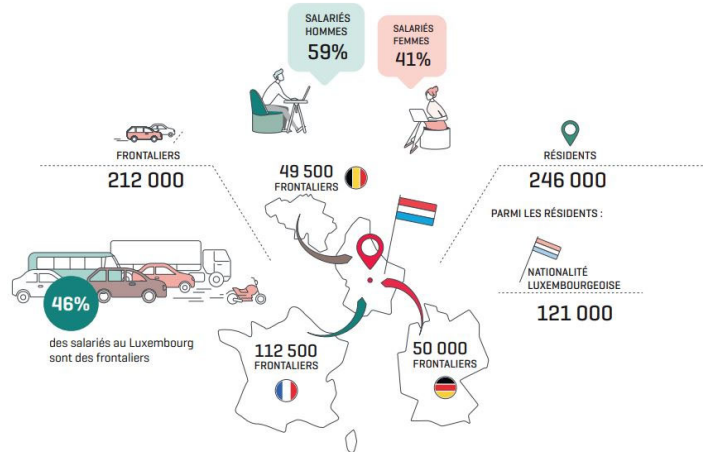 SALARIÉS
HOMMES
59%
SALARIÉS
FEMMES
41%
FRONTALIERS
212 000
49 500
FRONTALIERS
RÉSIDENTS
246 000
PARMI LES RÉSIDENTS :
NATIONALITÉ
LUXEMBOURGEOISE
121 000
46%
des salariés au Luxembourg
sont des frontaliers
112 500
FRONTALIERS
50 000
FRONTALIERS